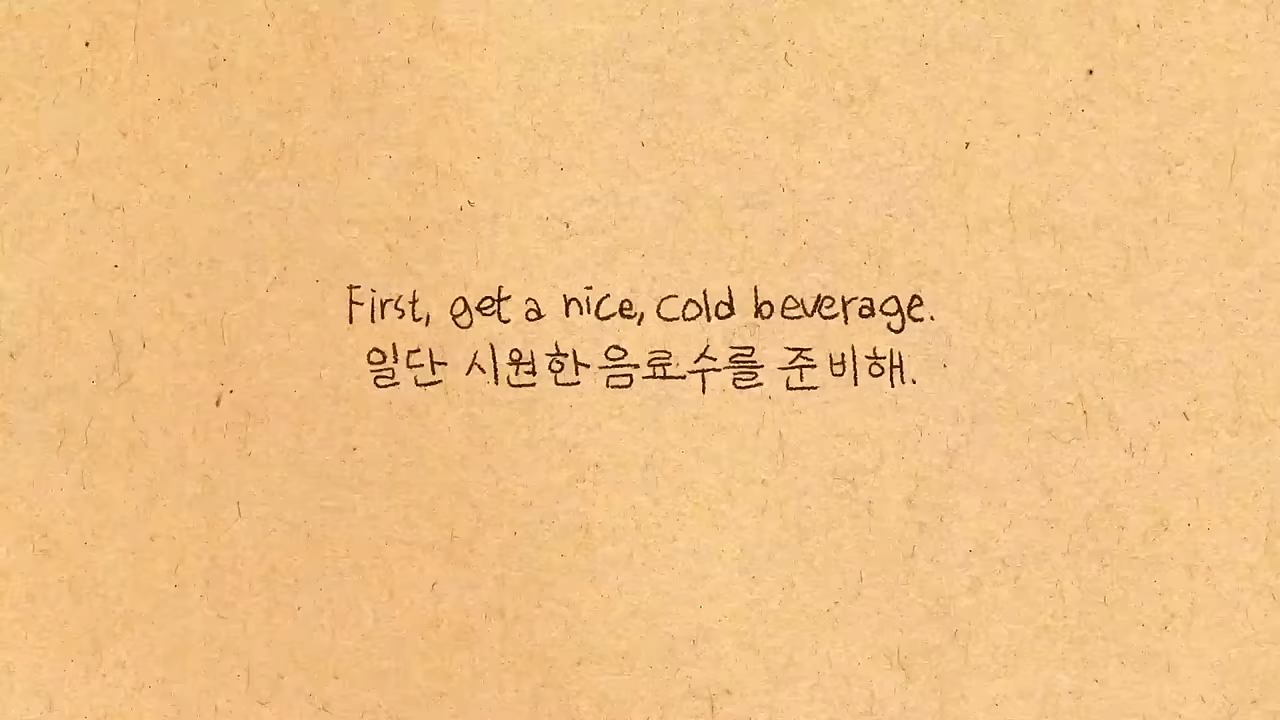 First, get a nice, cold beverage.
일단 시원한 음료수를 준비해.